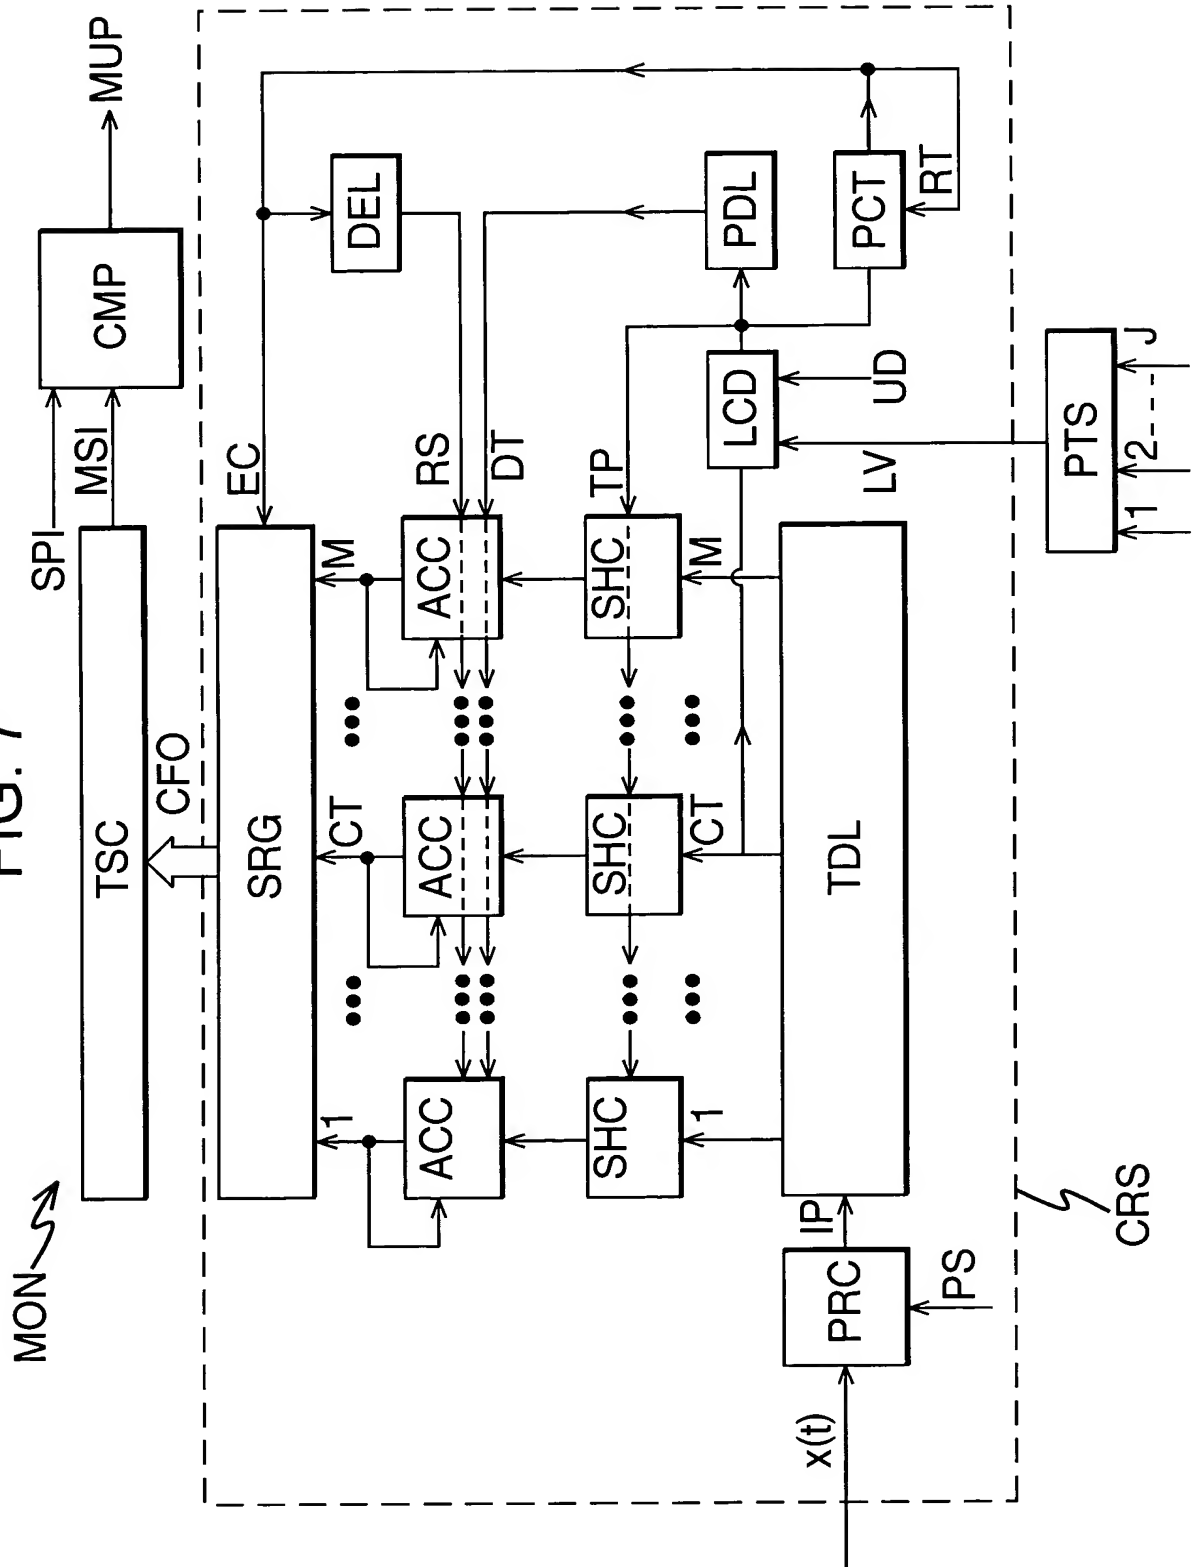 FIG. 7
MON
TSC
SPI
MSI
CMP
MUP
CFO
SRG
EC
1
CT
M
DEL
ACC
ACC
ACC
RS
DT
SHC
SHC
SHC
TP
1
CT
M
LCD
PDL
PCT
RT
UD
LV
x(t)
PRC
PS
IP
TDL
PTS
1
2
J
CRS